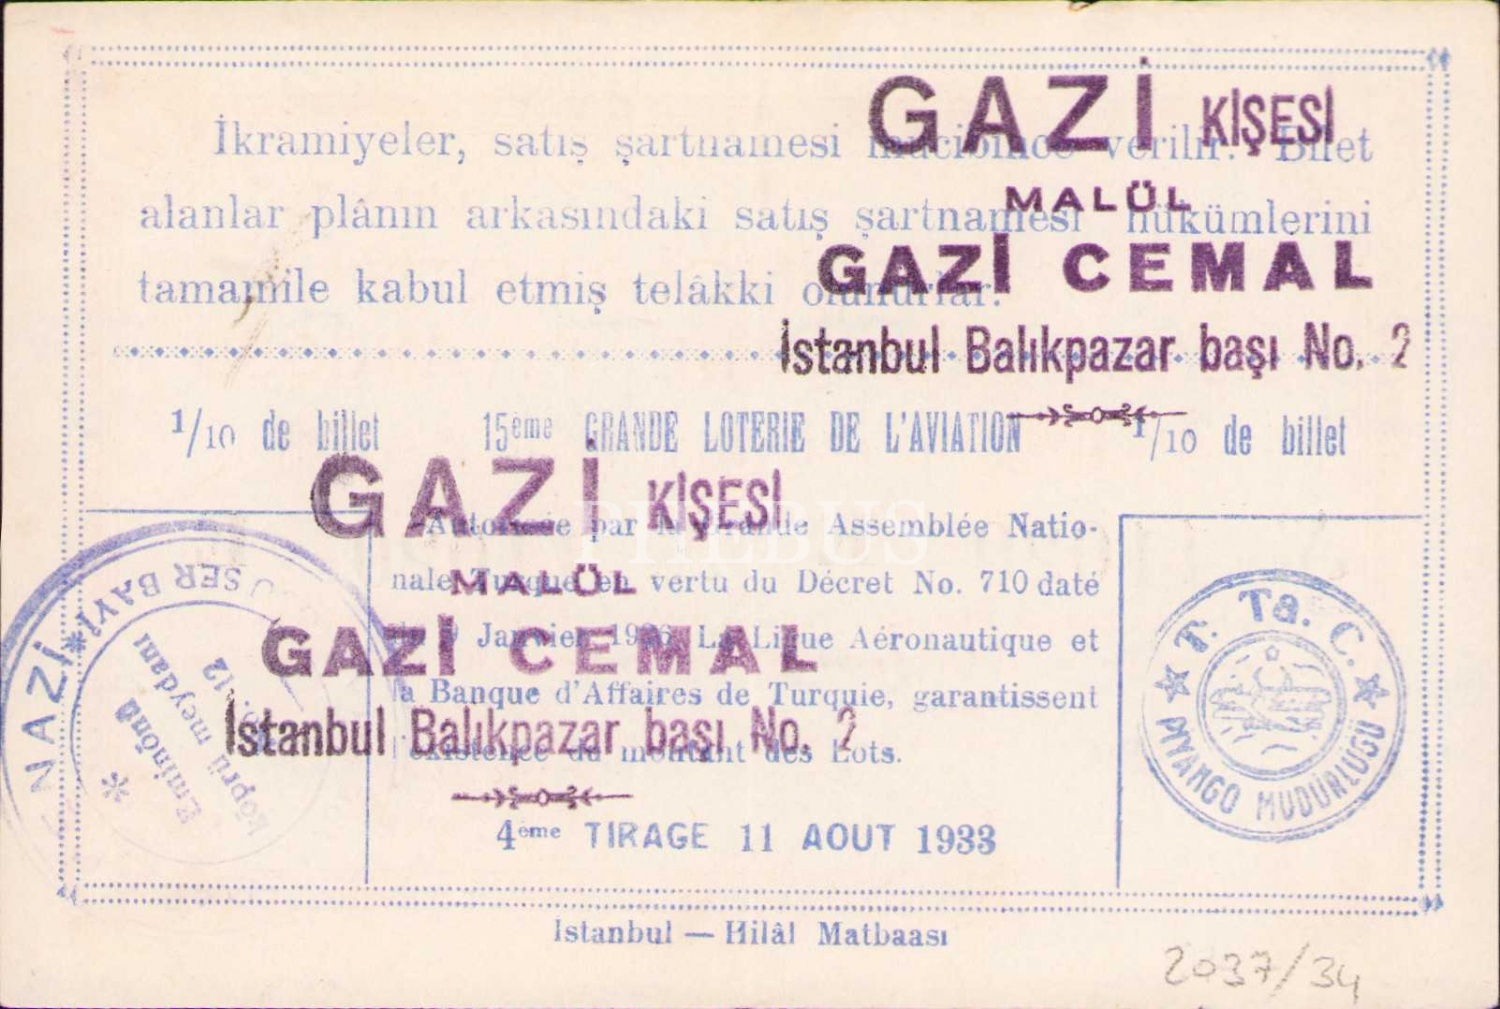 İkramiyeler, satış şartnamesi mucibince verilir. Bilet
alanlar plânın arkasındaki satış şartnamesi hükümlerini
tamamile kabul etmiş telâkki olunurlar.
GAZİ KİŞESİ
MALÜL
GAZİ CEMAL
İstanbul Balıkpazar başı No. 2
1/10 de billet 15ème GRANDE LOTERIE DE L'AVIATION 1/10 de billet
GAZİ KİŞESİ
MALÜL
GAZİ CEMAL
İstanbul Balıkpazar başı No. 2
Autorisée par la Grande Assemblée Natio-
nale Turque en vertu du Décret No. 710 daté
9 Janvier La Ligue Aéronautique et
la Banque d'Affaires de Turquie, garantissent
l'existence du montant des Lots.
4ème TIRAGE 11 AOUT 1933
NAZİ * SER BAYİ
Eminönü
köprü meydanı
12
T. Ta. C.
PİYANGO MÜDÜRLÜGÜ
PHEBUS
İstanbul — Hilâl Matbaası
2037/34